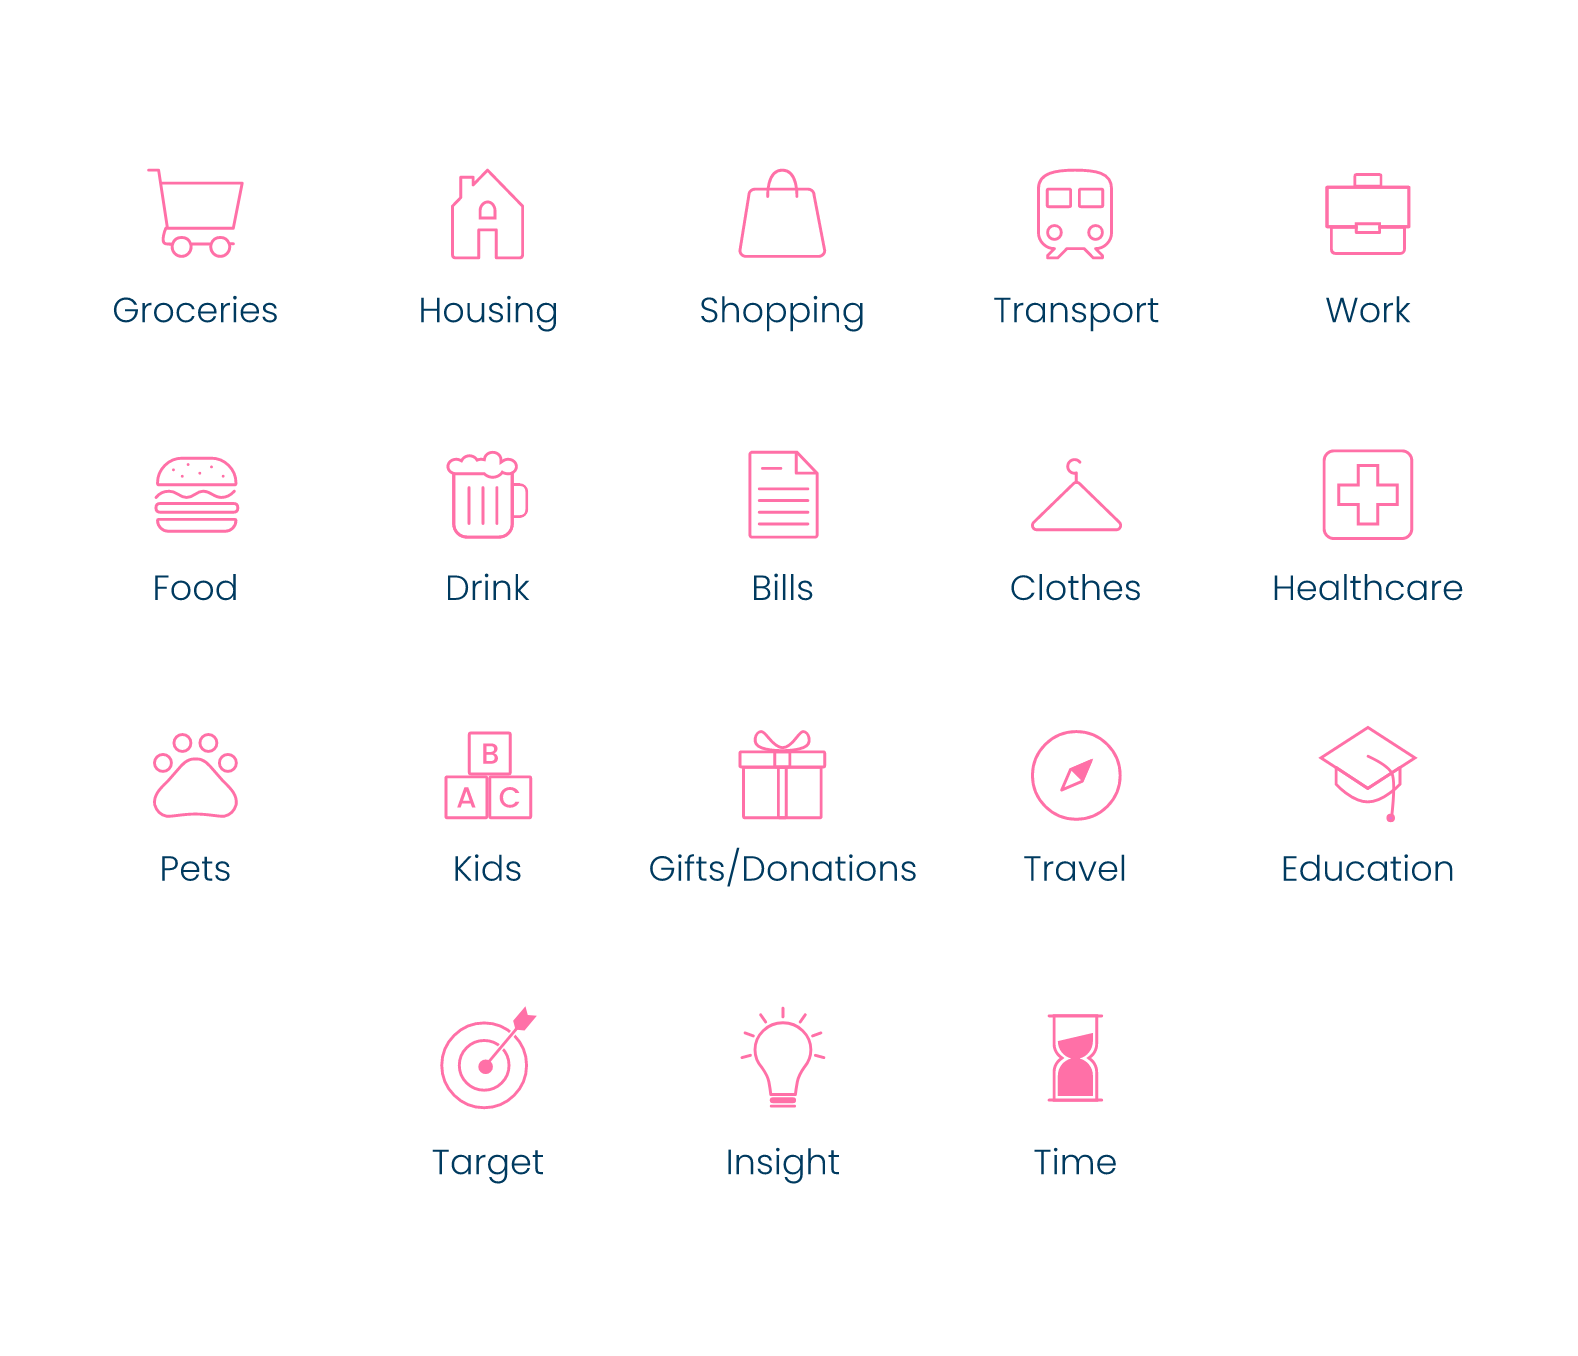 Groceries
Housing
Shopping
Transport
Work
Food
Drink
Bills
Clothes
Healthcare
B
A C
Pets
Kids
Gifts/Donations
Travel
Education
Target
Insight
Time